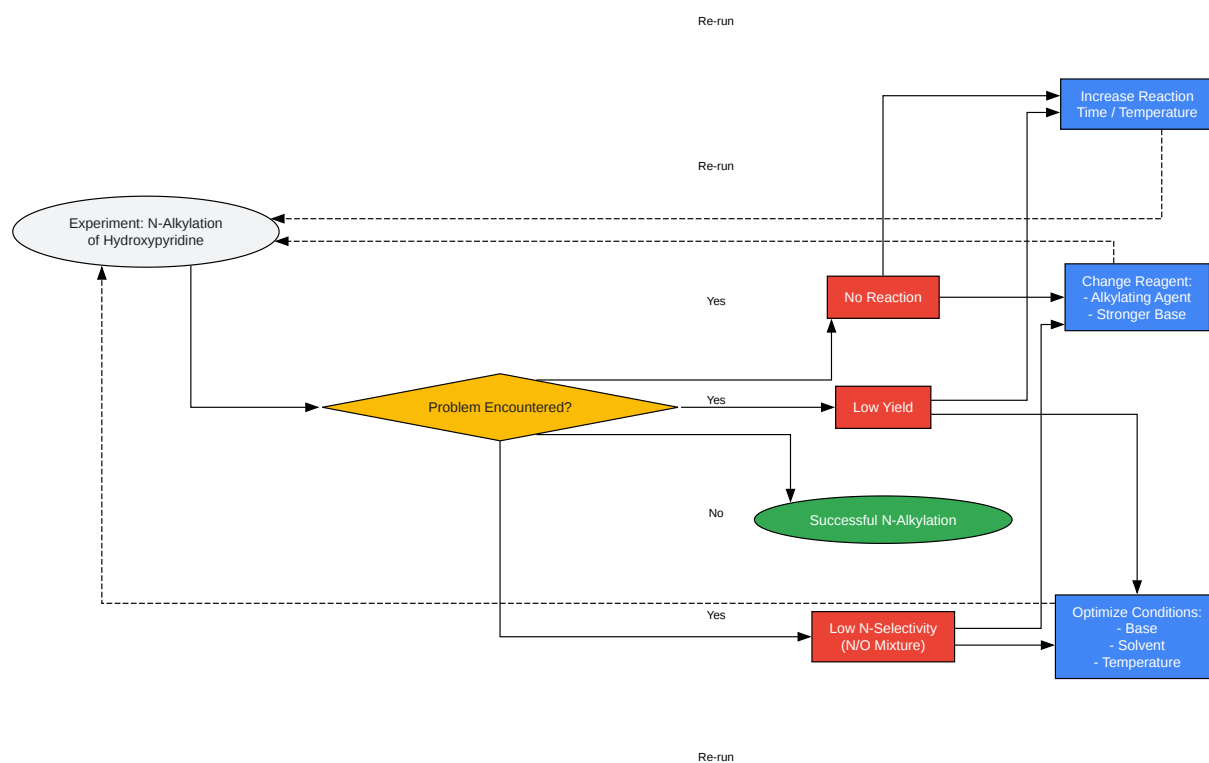 Re-run
Increase Reaction
Time / Temperature
Re-run
Experiment: N-Alkylation
of Hydroxypyridine
Change Reagent:
- Alkylating Agent
- Stronger Base
Yes
No Reaction
Problem Encountered?
Yes
Low Yield
No
Successful N-Alkylation
Yes
Low N-Selectivity
(N/O Mixture)
Optimize Conditions:
- Base
- Solvent
- Temperature
Re-run